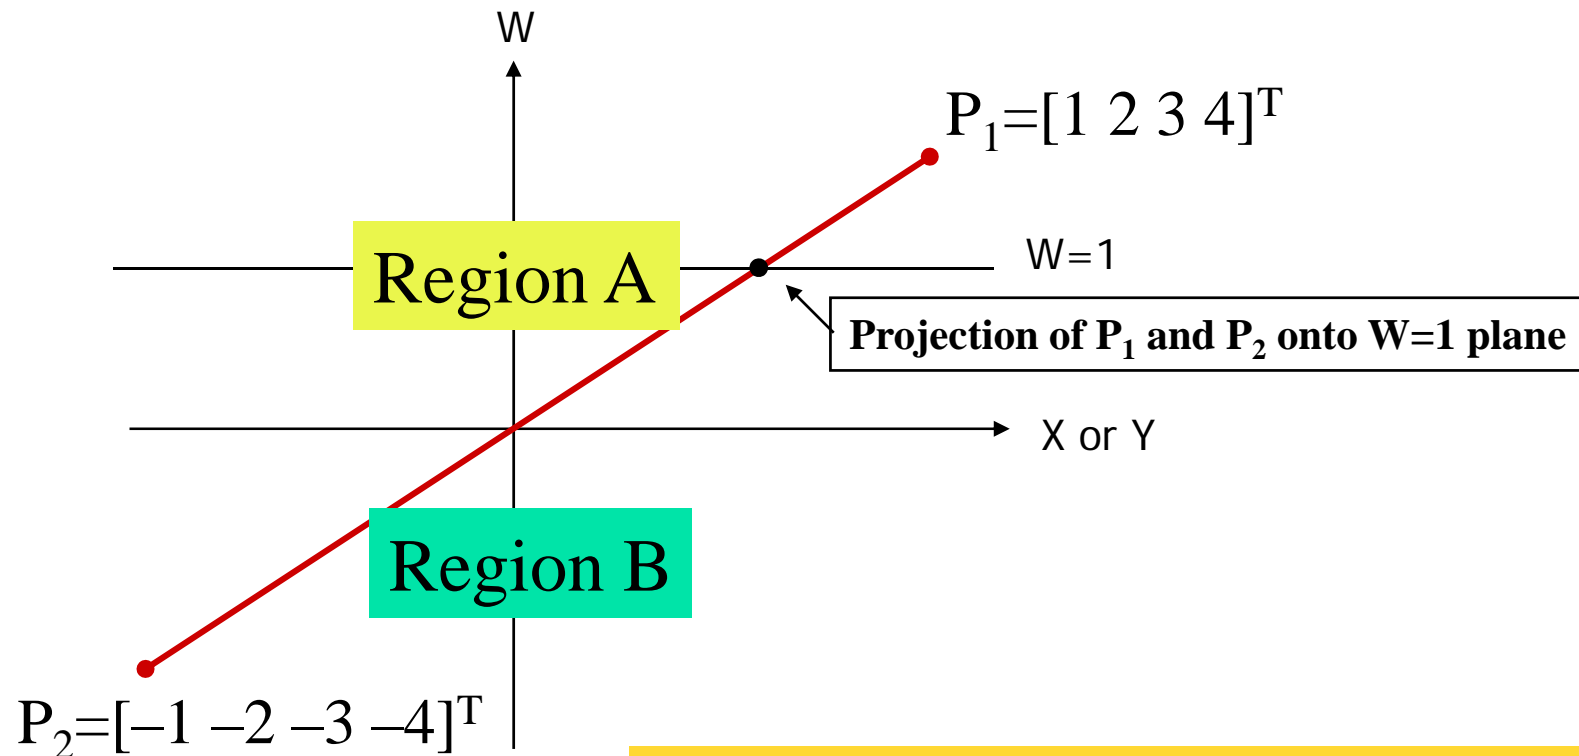 W
P₁=[1 2 3 4]ᵀ
Region A
W=1
Projection of P₁ and P₂ onto W=1 plane
X or Y
Region B
P₂=[–1 –2 –3 –4]ᵀ